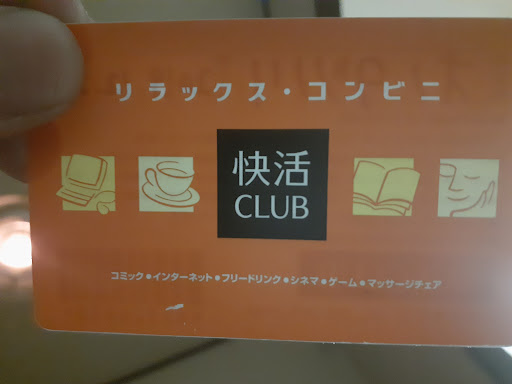 リラックス・コンビニ
快活
CLUB
コミック●インターネット●フリードリンク●シネマ●ゲーム●マッサージチェア